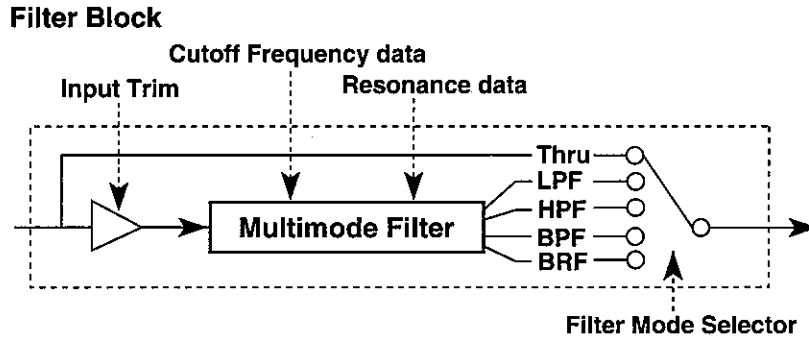 Filter Block
Cutoff Frequency data
Input Trim
Resonance data
Thru
LPF
Multimode Filter
HPF
BPF
BRF
Filter Mode Selector